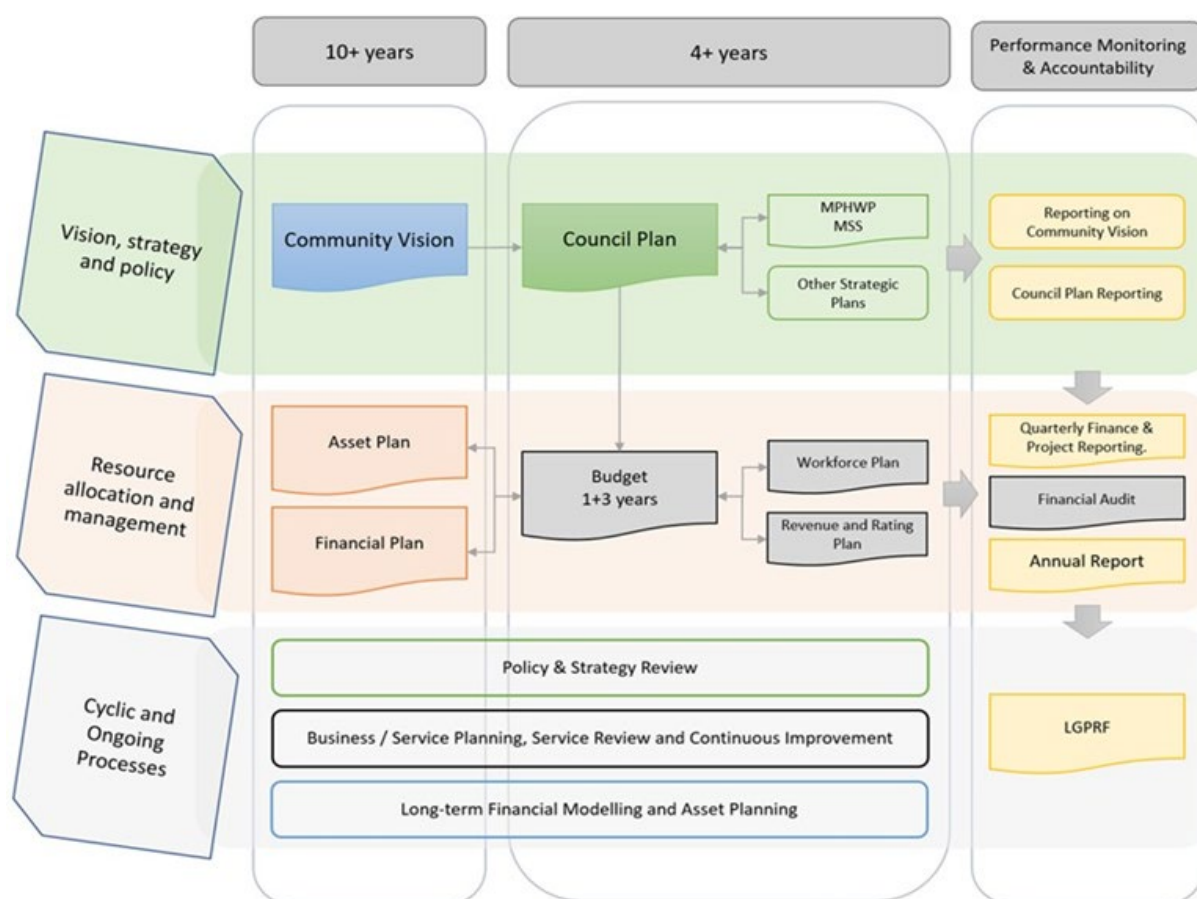 10+ years
4+ years
Performance Monitoring
& Accountability
Vision, strategy
and policy
Community Vision
Council Plan
MPHWP
MSS
Other Strategic
Plans
Reporting on
Community Vision
Council Plan Reporting
Resource
allocation and
management
Asset Plan
Financial Plan
Budget
1+3 years
Workforce Plan
Revenue and Rating
Plan
Quarterly Finance &
Project Reporting.
Financial Audit
Annual Report
Cyclic and
Ongoing
Processes
Policy & Strategy Review
Business / Service Planning, Service Review and Continuous Improvement
Long-term Financial Modelling and Asset Planning
LGPRF